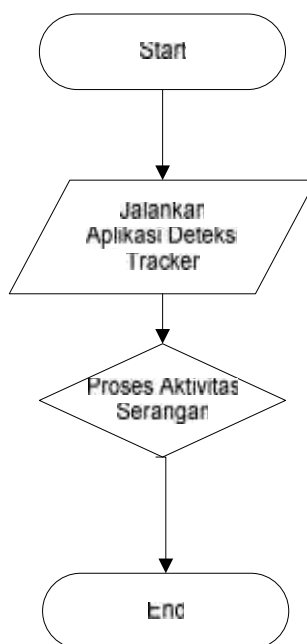 Start
Jalankan
Aplikasi Deteksi
Tracker
Proses Aktivitas
Serangan
End